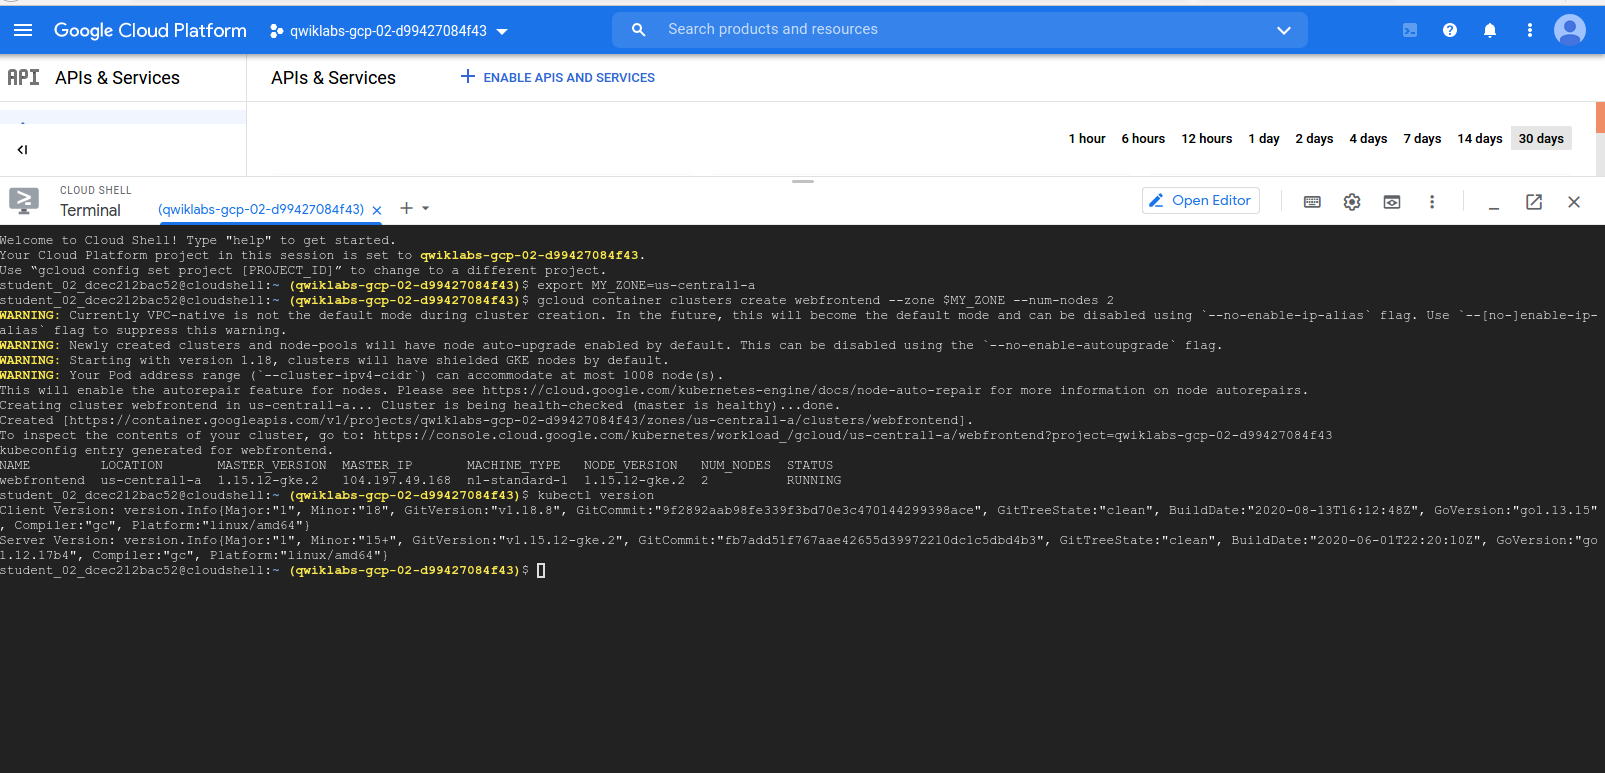 Google Cloud Platform
qwiklabs-gcp-02-d99427084f43
Search products and resources
API APIs & Services
APIs & Services
ENABLE APIS AND SERVICES
1 hour 6 hours 12 hours 1 day 2 days 4 days 7 days 14 days 30 days
CLOUD SHELL
Terminal
(qwiklabs-gcp-02-d99427084f43)
Open Editor
Welcome to Cloud Shell! Type "help" to get started.
Your Cloud Platform project in this session is set to qwiklabs-gcp-02-d99427084f43.
Use “gcloud config set project [PROJECT_ID]” to change to a different project.
student_02_dcec212bac52@cloudshell:~ (qwiklabs-gcp-02-d99427084f43)$ export MY_ZONE=us-central1-a
student_02_dcec212bac52@cloudshell:~ (qwiklabs-gcp-02-d99427084f43)$ gcloud container clusters create webfrontend --zone $MY_ZONE --num-nodes 2
WARNING: Currently VPC-native is not the default mode during cluster creation. In the future, this will become the default mode and can be disabled using `--no-enable-ip-alias` flag. Use `--[no-]enable-ip-
alias` flag to suppress this warning.
WARNING: Newly created clusters and node-pools will have node auto-upgrade enabled by default. This can be disabled using the `--no-enable-autoupgrade` flag.
WARNING: Starting with version 1.18, clusters will have shielded GKE nodes by default.
WARNING: Your Pod address range (`--cluster-ipv4-cidr`) can accommodate at most 1008 node(s).
This will enable the autorepair feature for nodes. Please see https://cloud.google.com/kubernetes-engine/docs/node-auto-repair for more information on node autorepairs.
Creating cluster webfrontend in us-central1-a... Cluster is being health-checked (master is healthy)...done.
Created [https://container.googleapis.com/v1/projects/qwiklabs-gcp-02-d99427084f43/zones/us-central1-a/clusters/webfrontend].
To inspect the contents of your cluster, go to: https://console.cloud.google.com/kubernetes/workload_/gcloud/us-central1-a/webfrontend?project=qwiklabs-gcp-02-d99427084f43
kubeconfig entry generated for webfrontend.
NAME LOCATION MASTER_VERSION MASTER_IP MACHINE_TYPE NODE_VERSION NUM_NODES STATUS
webfrontend us-central1-a 1.15.12-gke.2 104.197.49.168 n1-standard-1 1.15.12-gke.2 2 RUNNING
student_02_dcec212bac52@cloudshell:~ (qwiklabs-gcp-02-d99427084f43)$ kubectl version
Client Version: version.Info{Major:"1", Minor:"18", GitVersion:"v1.18.8", GitCommit:"9f2892aab98fe339f3bd70e3c470144299398ace", GitTreeState:"clean", BuildDate:"2020-08-13T16:12:48Z", GoVersion:"go1.13.15"
, Compiler:"gc", Platform:"linux/amd64"}
Server Version: version.Info{Major:"1", Minor:"15+", GitVersion:"v1.15.12-gke.2", GitCommit:"fb7add51f767aae42655d39972210dc1c5dbd4b3", GitTreeState:"clean", BuildDate:"2020-06-01T22:20:10Z", GoVersion:"go
1.12.17b4", Compiler:"gc", Platform:"linux/amd64"}
student_02_dcec212bac52@cloudshell:~ (qwiklabs-gcp-02-d99427084f43)$